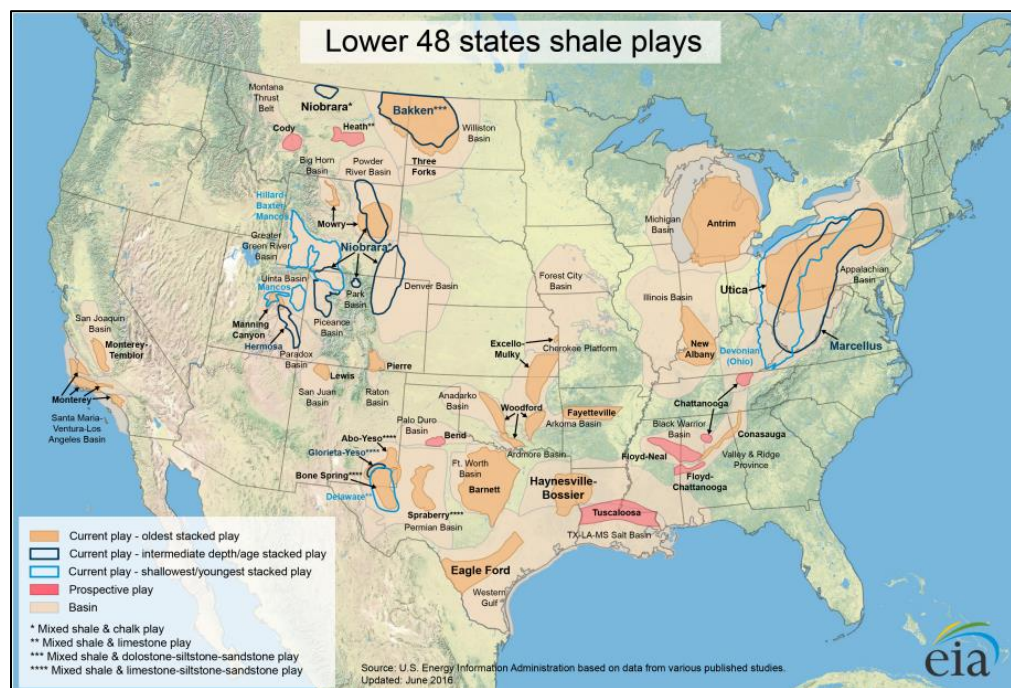 Lower 48 states shale plays
Montana
Thrust
Belt
Niobrara*
Bakken***
Cody
Heath**
Williston
Basin
Big Horn
Basin
Powder
River Basin
Three
Forks
Hillard-
Baxter-
Mancos
Mowry
Greater
Green River
Basin
Niobrara*
Michigan
Basin
Antrim
Uinta Basin
Mancos
Park
Basin
Denver Basin
Forest City
Basin
Illinois Basin
Utica
Appalachian
Basin
San Joaquin
Basin
Manning
Canyon
Piceance
Basin
Hermosa
Monterey-
Temblor
Paradox
Basin
Excello-
Mulky
Cherokee Platform
New
Albany
Devonian
(Ohio)
Marcellus
Lewis
Pierre
Monterey
San Juan
Basin
Raton
Basin
Anadarko
Basin
Woodford
Fayetteville
Arkoma Basin
Chattanooga
Santa Maria-
Ventura-Los
Angeles Basin
Palo Duro
Basin
Bend
Ardmore Basin
Black Warrior
Basin
Conasauga
Abo-Yeso****
Glorieta-Yeso****
Floyd-Neal
Valley & Ridge
Province
Bone Spring****
Ft. Worth
Basin
Haynesville-
Bossier
Floyd-
Chattanooga
Delaware**
Barnett
Spraberry****
Permian Basin
Tuscaloosa
TX-LA-MS Salt Basin
Eagle Ford
Western
Gulf
Current play - oldest stacked play
Current play - intermediate depth/age stacked play
Current play - shallowest/youngest stacked play
Prospective play
Basin
* Mixed shale & chalk play
** Mixed shale & limestone play
*** Mixed shale & dolostone-siltstone-sandstone play
**** Mixed shale & limestone-siltstone-sandstone play
Source: U.S. Energy Information Administration based on data from various published studies.
Updated: June 2016
eia